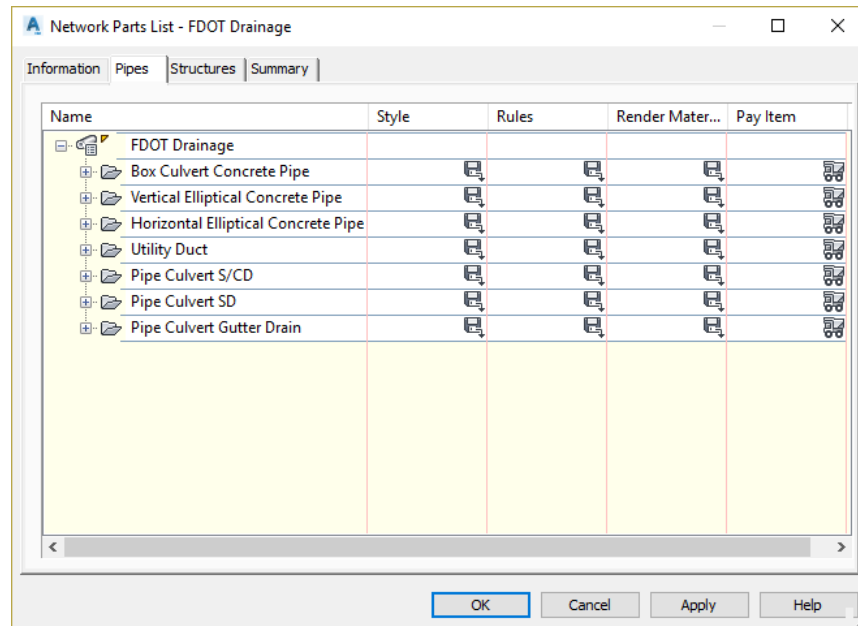 Network Parts List - FDOT Drainage
Information Pipes Structures Summary
Name Style Rules Render Mater... Pay Item
FDOT Drainage
Box Culvert Concrete Pipe
Vertical Elliptical Concrete Pipe
Horizontal Elliptical Concrete Pipe
Utility Duct
Pipe Culvert S/CD
Pipe Culvert SD
Pipe Culvert Gutter Drain
OK Cancel Apply Help